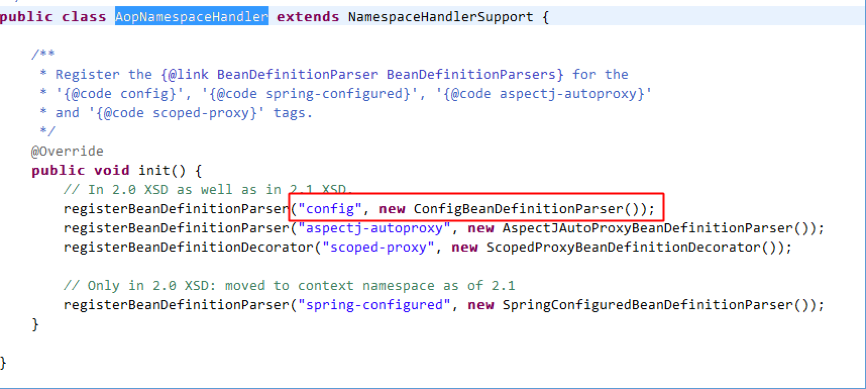 public class AopNamespaceHandler extends NamespaceHandlerSupport {
/**
* Register the {@link BeanDefinitionParser BeanDefinitionParsers} for the
* '{@code config}', '{@code spring-configured}', '{@code aspectj-autoproxy}'
* and '{@code scoped-proxy}' tags.
*/
@Override
public void init() {
// In 2.0 XSD as well as in 2.1 XSD.
registerBeanDefinitionParser("config", new ConfigBeanDefinitionParser());
registerBeanDefinitionParser("aspectj-autoproxy", new AspectJAutoProxyBeanDefinitionParser());
registerBeanDefinitionDecorator("scoped-proxy", new ScopedProxyBeanDefinitionDecorator());
// Only in 2.0 XSD: moved to context namespace as of 2.1
registerBeanDefinitionParser("spring-configured", new SpringConfiguredBeanDefinitionParser());
}
}